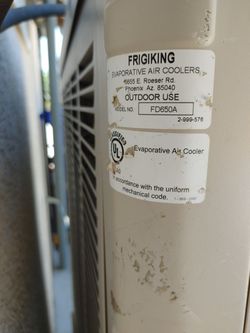 FRIGIKING
EVAPORATIVE AIR COOLERS
E. Roeser Rd.
Phoenix Az. 85040
OUTDOOR USE
MODEL NO. FD650A
2-999-576
UL
Evaporative Air Cooler
in accordance with the uniform
mechanical code.